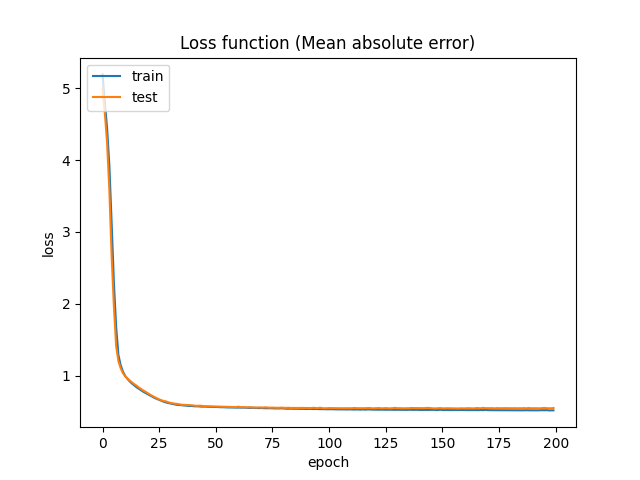 Loss function (Mean absolute error)
train
test
5
4
3
2
1
loss
0 25 50 75 100 125 150 175 200
epoch